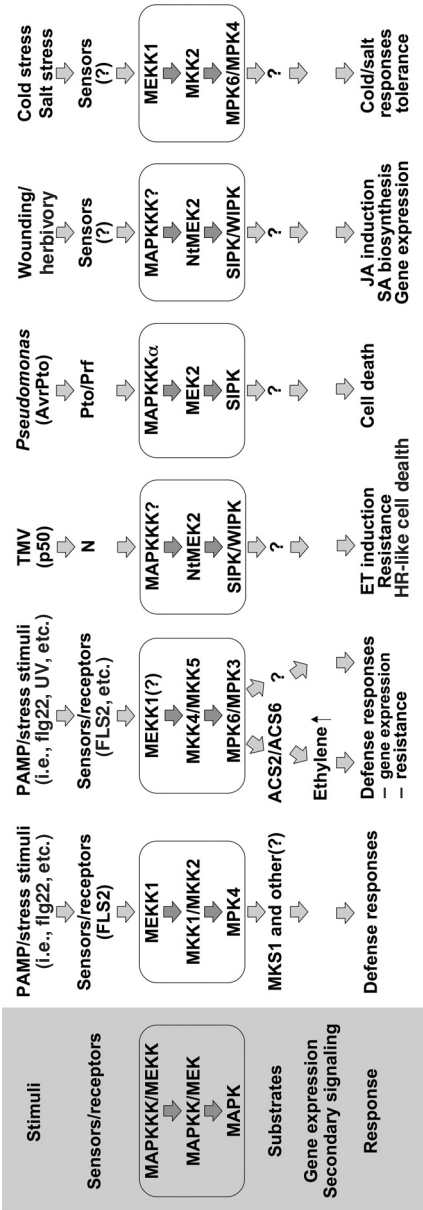 Stimuli
Sensors/receptors
MAPKKK/MEKK
MAPKK/MEK
MAPK
Substrates
Gene expression
Secondary signaling
Response
PAMP/stress stimuli
(i.e., flg22, etc.)
Sensors/receptors
(FLS2)
MEKK1
MKK1/MKK2
MPK4
MKS1 and other(?)
Defense responses
PAMP/stress stimuli
(i.e., flg22, UV, etc.)
Sensors/receptors
(FLS2, etc.)
MEKK1(?)
MKK4/MKK5
MPK6/MPK3
ACS2/ACS6 ?
Ethylene↑
Defense responses
– gene expression
– resistance
TMV
(p50)
N
MAPKKK?
NtMEK2
SIPK/WIPK
?
ET induction
Resistance
HR-like cell dealth
Pseudomonas
(AvrPto)
Pto/Prf
MAPKKKα
MEK2
SIPK
?
Cell death
Wounding/
herbivory
Sensors
(?)
MAPKKK?
NtMEK2
SIPK/WIPK
?
JA induction
SA biosynthesis
Gene expression
Cold stress
Salt stress
Sensors
(?)
MEKK1
MKK2
MPK6/MPK4
?
Cold/salt
responses
tolerance